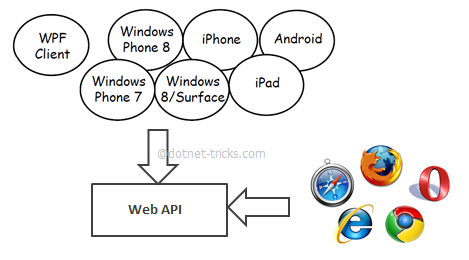 WPF
Client
Windows
Phone 8
iPhone
Android
Windows
Phone 7
Windows
8/Surface
iPad
@dotnet-tricks.com
Web API